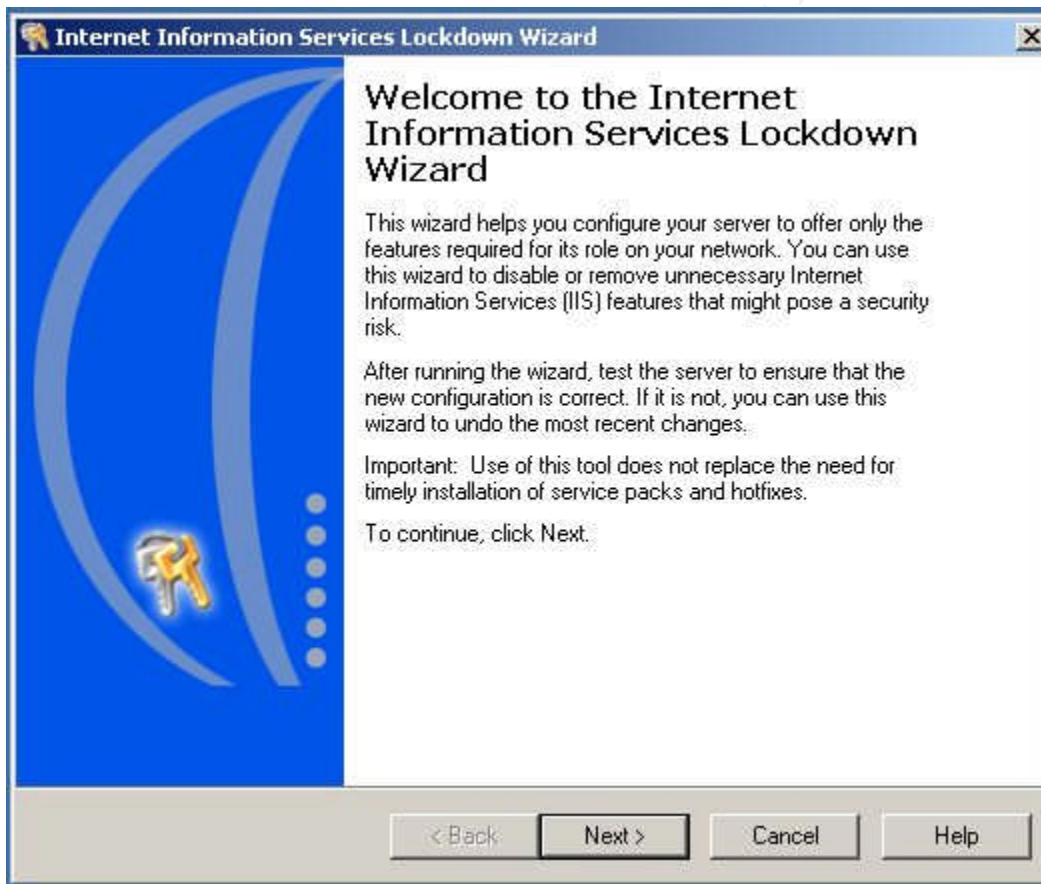 Internet Information Services Lockdown Wizard
Welcome to the Internet
Information Services Lockdown
Wizard
This wizard helps you configure your server to offer only the
features required for its role on your network. You can use
this wizard to disable or remove unnecessary Internet
Information Services (IIS) features that might pose a security
risk.
After running the wizard, test the server to ensure that the
new configuration is correct. If it is not, you can use this
wizard to undo the most recent changes.
Important:  Use of this tool does not replace the need for
timely installation of service packs and hotfixes.
To continue, click Next.
< Back Next > Cancel Help